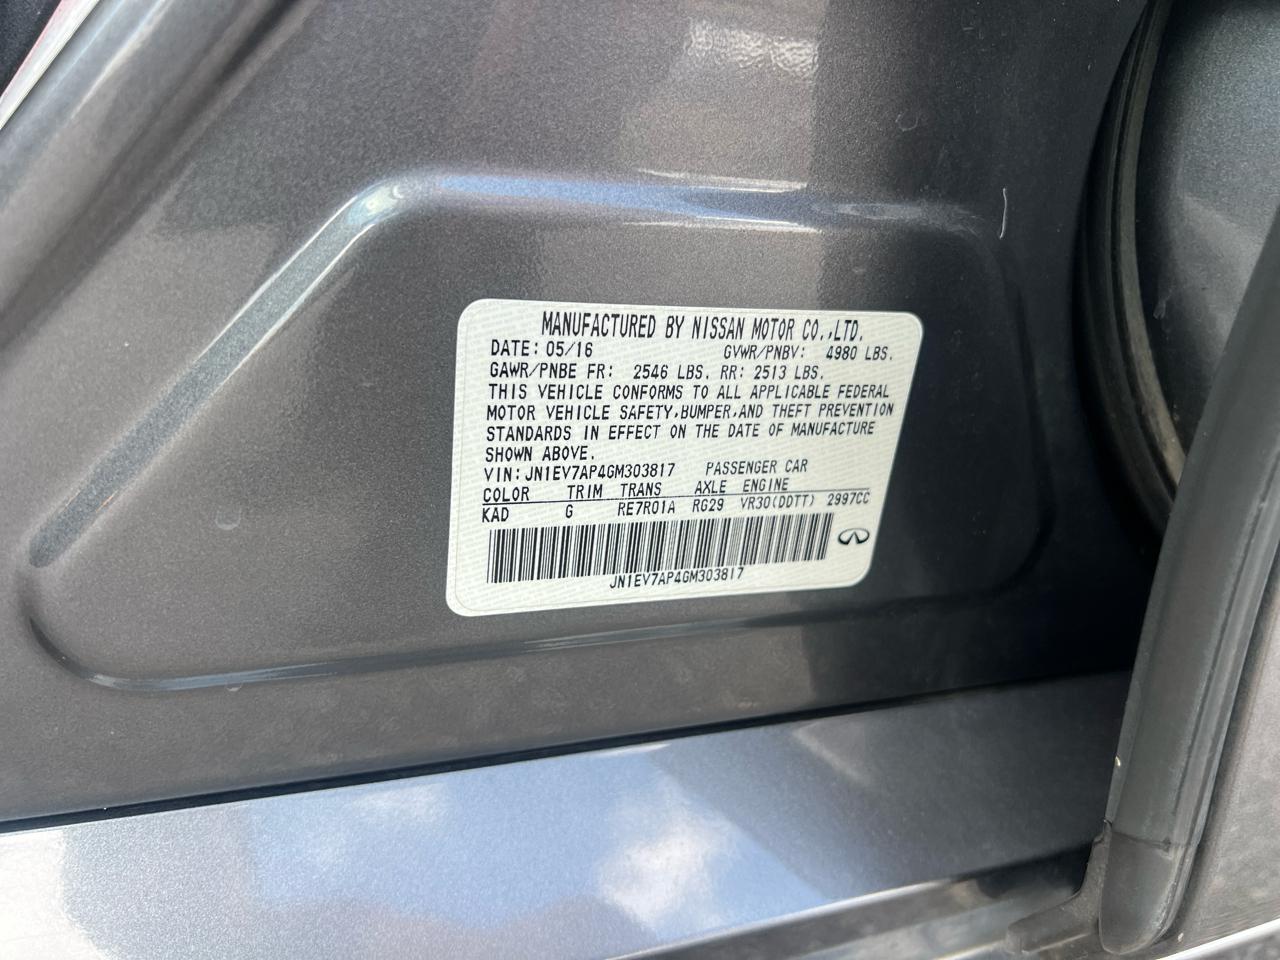 MANUFACTURED BY NISSAN MOTOR CO.,LTD.
DATE: 05/16 GVWR/PNBV: 4980 LBS.
GAWR/PNBE FR: 2546 LBS. RR: 2513 LBS.
THIS VEHICLE CONFORMS TO ALL APPLICABLE FEDERAL
MOTOR VEHICLE SAFETY,BUMPER,AND THEFT PREVENTION
STANDARDS IN EFFECT ON THE DATE OF MANUFACTURE
SHOWN ABOVE.
VIN: JN1EV7AP4GM303817 PASSENGER CAR
COLOR TRIM TRANS AXLE ENGINE
KAD G RE7R01A RG29 VR30(DDTT) 2997CC
JN1EV7AP4GM303817